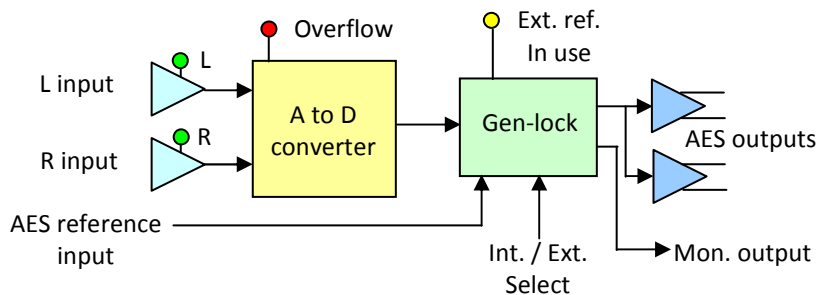 Overflow
Ext. ref.
In use
L
L input
A to D
converter
Gen-lock
AES outputs
R
R input
AES reference
input
Int. / Ext.
Select
Mon. output